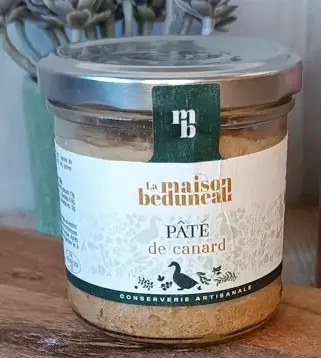 mb
La maison
beduneau
PÂTÉ
de canard
CONSERVERIE ARTISANALE